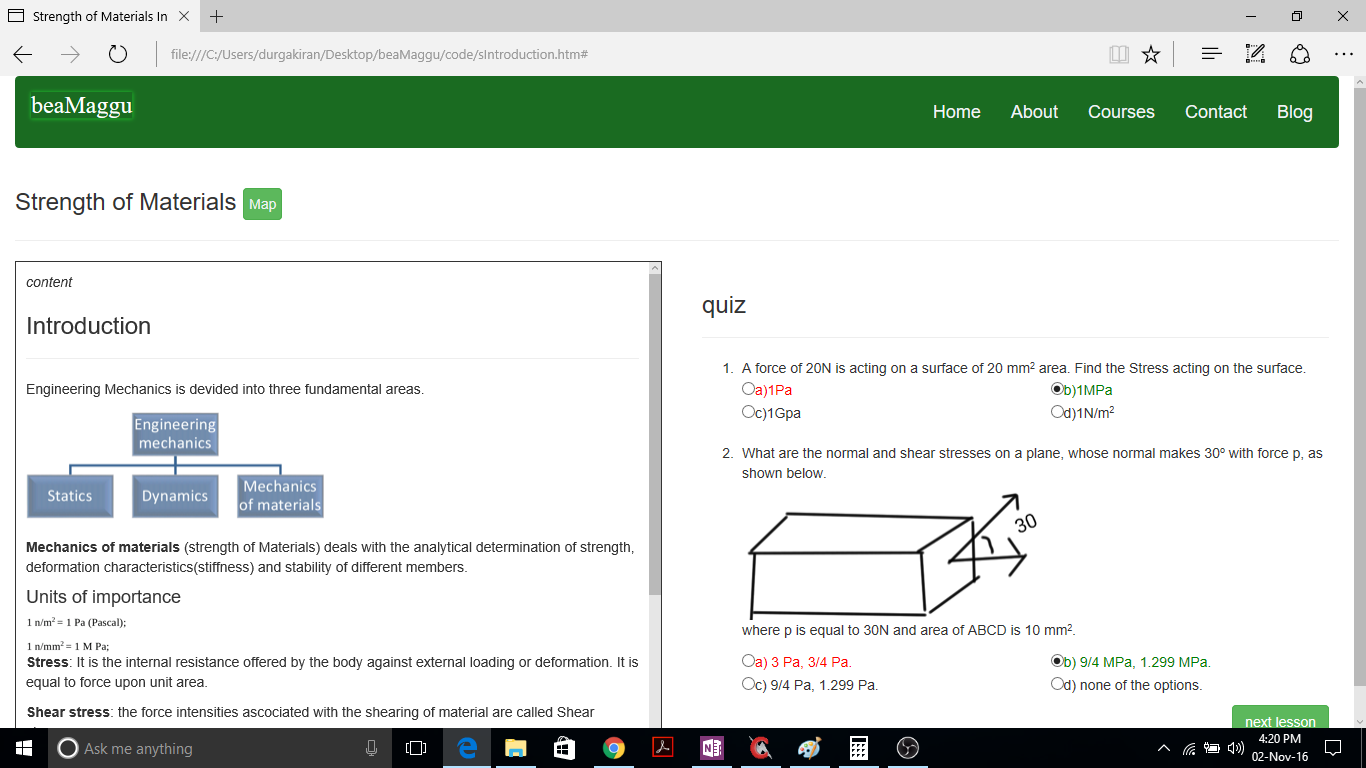 Strength of Materials In
file:///C:/Users/durgakiran/Desktop/beaMaggu/code/sIntroduction.htm#
beaMaggu
Home About Courses Contact Blog
Strength of Materials Map
content
Introduction
Engineering Mechanics is devided into three fundamental areas.
Engineering
mechanics
Statics
Dynamics
Mechanics
of materials
Mechanics of materials (strength of Materials) deals with the analytical determination of strength,
deformation characteristics(stiffness) and stability of different members.
Units of importance
1 n/m² = 1 Pa (Pascal);
1 n/mm² = 1 M Pa;
Stress: It is the internal resistance offered by the body against external loading or deformation. It is
equal to force upon unit area.
Shear stress: the force intensities ascociated with the shearing of material are called Shear
quiz
1. A force of 20N is acting on a surface of 20 mm² area. Find the Stress acting on the surface.
a)1Pa
b)1MPa
c)1Gpa
d)1N/m²
2. What are the normal and shear stresses on a plane, whose normal makes 30º with force p, as
shown below.
30
where p is equal to 30N and area of ABCD is 10 mm².
a) 3 Pa, 3/4 Pa.
b) 9/4 MPa, 1.299 MPa.
c) 9/4 Pa, 1.299 Pa.
d) none of the options.
next lesson
Ask me anything
4:20 PM
02-Nov-16